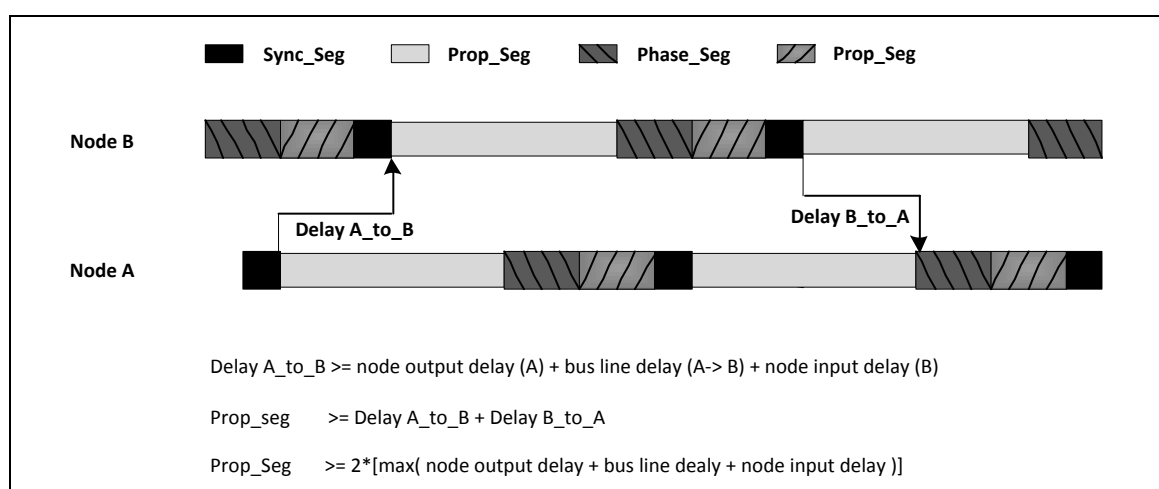 Sync_Seg Prop_Seg Phase_Seg Prop_Seg
Node B
Delay A_to_B
Delay B_to_A
Node A
Delay A_to_B >= node output delay (A) + bus line delay (A-> B) + node input delay (B)
Prop_seg >= Delay A_to_B + Delay B_to_A
Prop_Seg >= 2*[max( node output delay + bus line dealy + node input delay )]